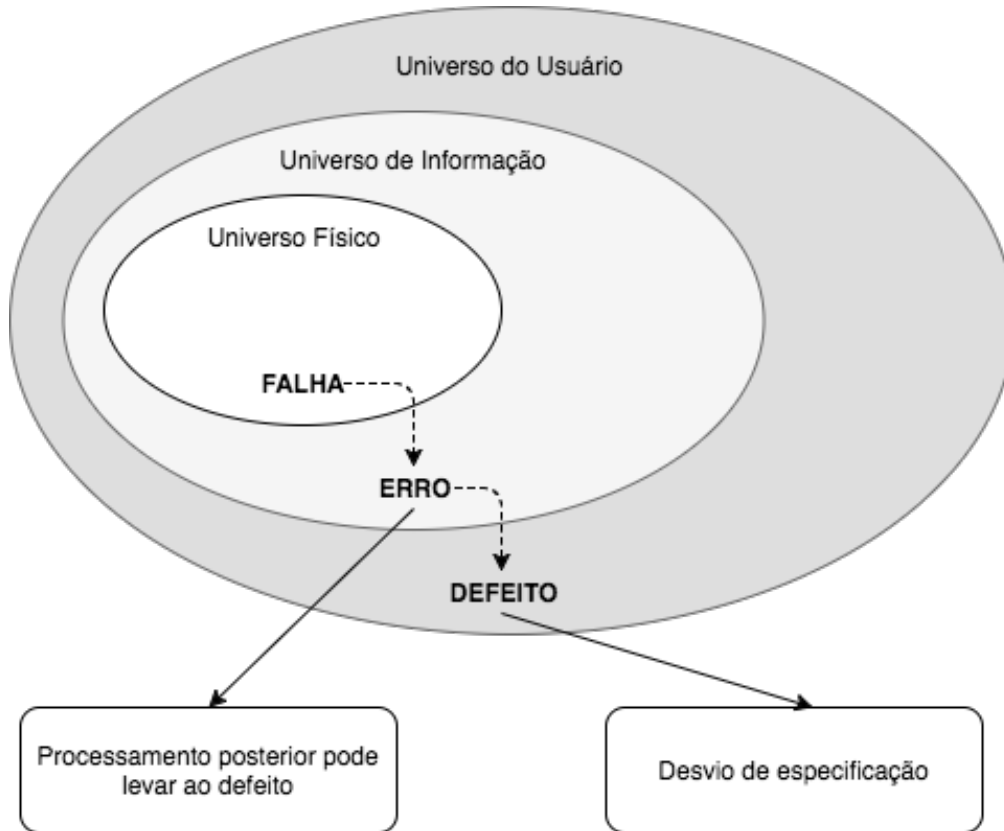 Universo do Usuário
Universo de Informação
Universo Físico
FALHA
ERRO
DEFEITO
Processamento posterior pode
levar ao defeito
Desvio de especificação